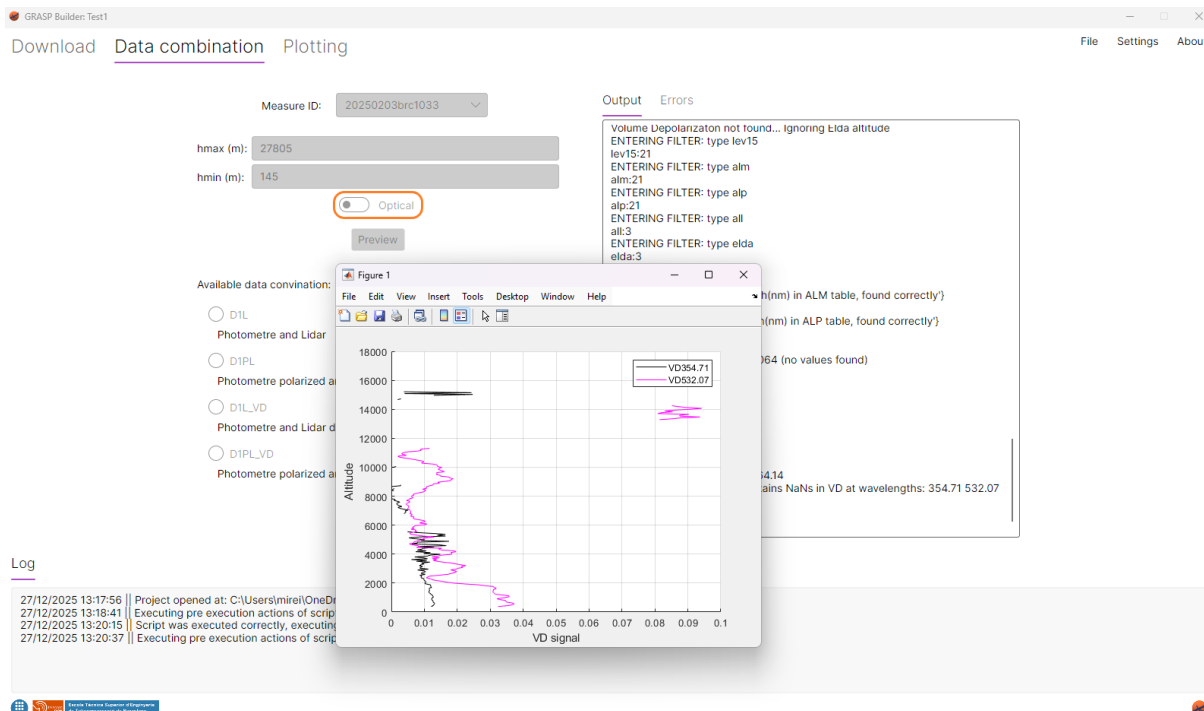 GRASP Builder: Test1
Download Data combination Plotting
File Settings Abou
Measure ID: 20250203brc1033
hmax (m): 27805
hmin (m): 145
Optical
Preview
Available data convination:
D1L
Photometre and Lidar
D1PL
Photometre polarized a
D1L_VD
Photometre and Lidar d
D1PL_VD
Photometre polarized a
Output Errors
Volume Depolarizaton not found... Ignoring Elda altitude
ENTERING FILTER: type lev15
lev15:21
ENTERING FILTER: type alm
alm:21
ENTERING FILTER: type alp
alp:21
ENTERING FILTER: type all
all:3
ENTERING FILTER: type elda
elda:3
h(nm) in ALM table, found correctly'}
(nm) in ALP table, found correctly'}
064 (no values found)
64.14
ains NaNs in VD at wavelengths: 354.71 532.07
Figure 1
File Edit View Insert Tools Desktop Window Help
18000
16000
14000
12000
10000
8000
6000
4000
2000
0
Altitude
VD354.71
VD532.07
0 0.01 0.02 0.03 0.04 0.05 0.06 0.07 0.08 0.09 0.1
VD signal
Log
27/12/2025 13:17:56 || Project opened at: C:\Users\mirei\OneDr
27/12/2025 13:18:41 || Executing pre execution actions of scrip
27/12/2025 13:20:15 || Script was executed correctly, executing
27/12/2025 13:20:37 || Executing pre execution actions of scrip
Escola Tècnica Superior d'Enginyeria